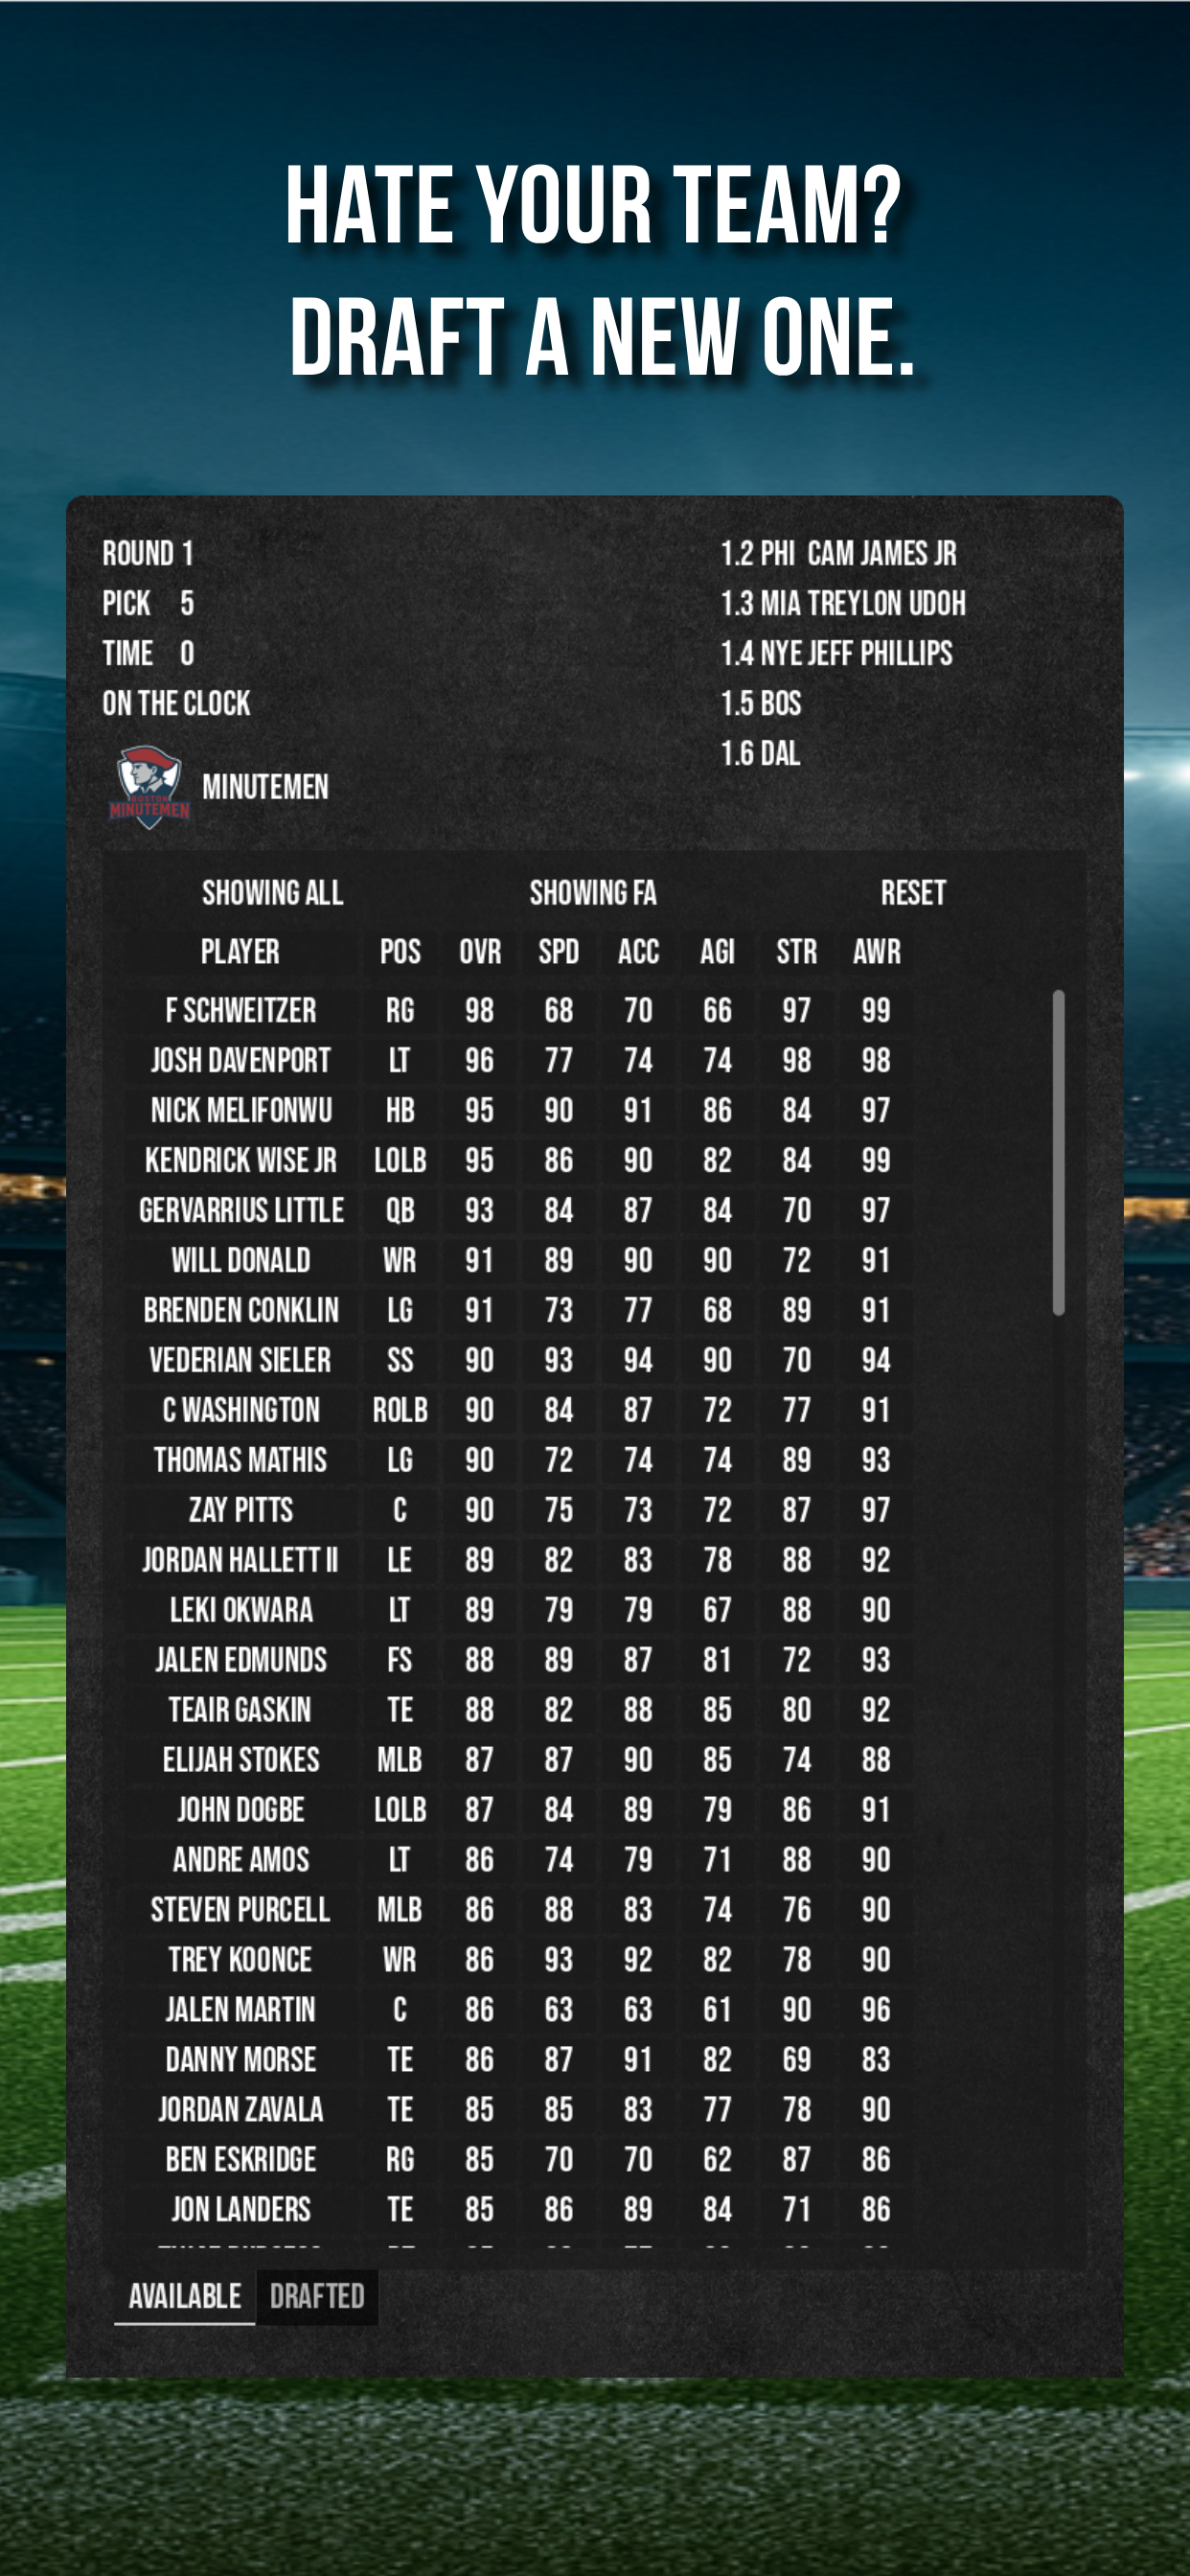 HATE YOUR TEAM?
DRAFT A NEW ONE.
ROUND 1
PICK 5
TIME 0
ON THE CLOCK
BOSTON
MINUTEMEN
MINUTEMEN
1.2 PHI CAM JAMES JR
1.3 MIA TREYLON UDOH
1.4 NYE JEFF PHILLIPS
1.5 BOS
1.6 DAL
SHOWING ALL SHOWING FA RESET
PLAYER POS OVR SPD ACC AGI STR AWR
F SCHWEITZER RG 98 68 70 66 97 99
JOSH DAVENPORT LT 96 77 74 74 98 98
NICK MELIFONWU HB 95 90 91 86 84 97
KENDRICK WISE JR LOLB 95 86 90 82 84 99
GERVARRIUS LITTLE QB 93 84 87 84 70 97
WILL DONALD WR 91 89 90 90 72 91
BRENDEN CONKLIN LG 91 73 77 68 89 91
VEDERIAN SIELER SS 90 93 94 90 70 94
C WASHINGTON ROLB 90 84 87 72 77 91
THOMAS MATHIS LG 90 72 74 74 89 93
ZAY PITTS C 90 75 73 72 87 97
JORDAN HALLETT II LE 89 82 83 78 88 92
LEKI OKWARA LT 89 79 79 67 88 90
JALEN EDMUNDS FS 88 89 87 81 72 93
TEAIR GASKIN TE 88 82 88 85 80 92
ELIJAH STOKES MLB 87 87 90 85 74 88
JOHN DOGBE LOLB 87 84 89 79 86 91
ANDRE AMOS LT 86 74 79 71 88 90
STEVEN PURCELL MLB 86 88 83 74 76 90
TREY KOONCE WR 86 93 92 82 78 90
JALEN MARTIN C 86 63 63 61 90 96
DANNY MORSE TE 86 87 91 82 69 83
JORDAN ZAVALA TE 85 85 83 77 78 90
BEN ESKRIDGE RG 85 70 70 62 87 86
JON LANDERS TE 85 86 89 84 71 86
AVAILABLE DRAFTED